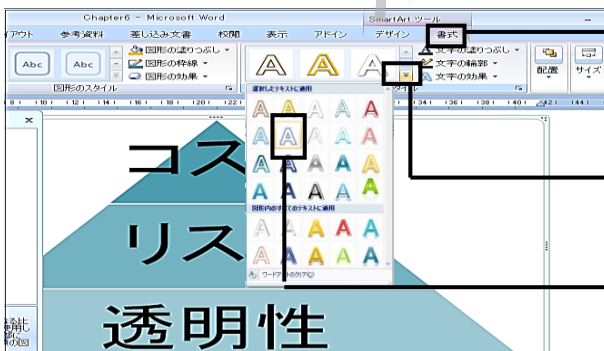 Chapter6 - Microsoft Word
SmartArt ツール
アウト 参考資料 差し込み文書 校閲 表示 アドイン デザイン 書式
Abc Abc
図形の塗りつぶし
図形の枠線
図形の効果
図形のスタイル
A A A
文字の塗りつぶし
文字の輪郭
文字の効果
配置 サイズ
選択したテキストに適用
A A A A A
A A A A A
A A A A A
A A A A A
図形内のすべてのテキストに適用
A A A A A
A A A A A
ワードアートのクリア(C)
コス
リス
透明性